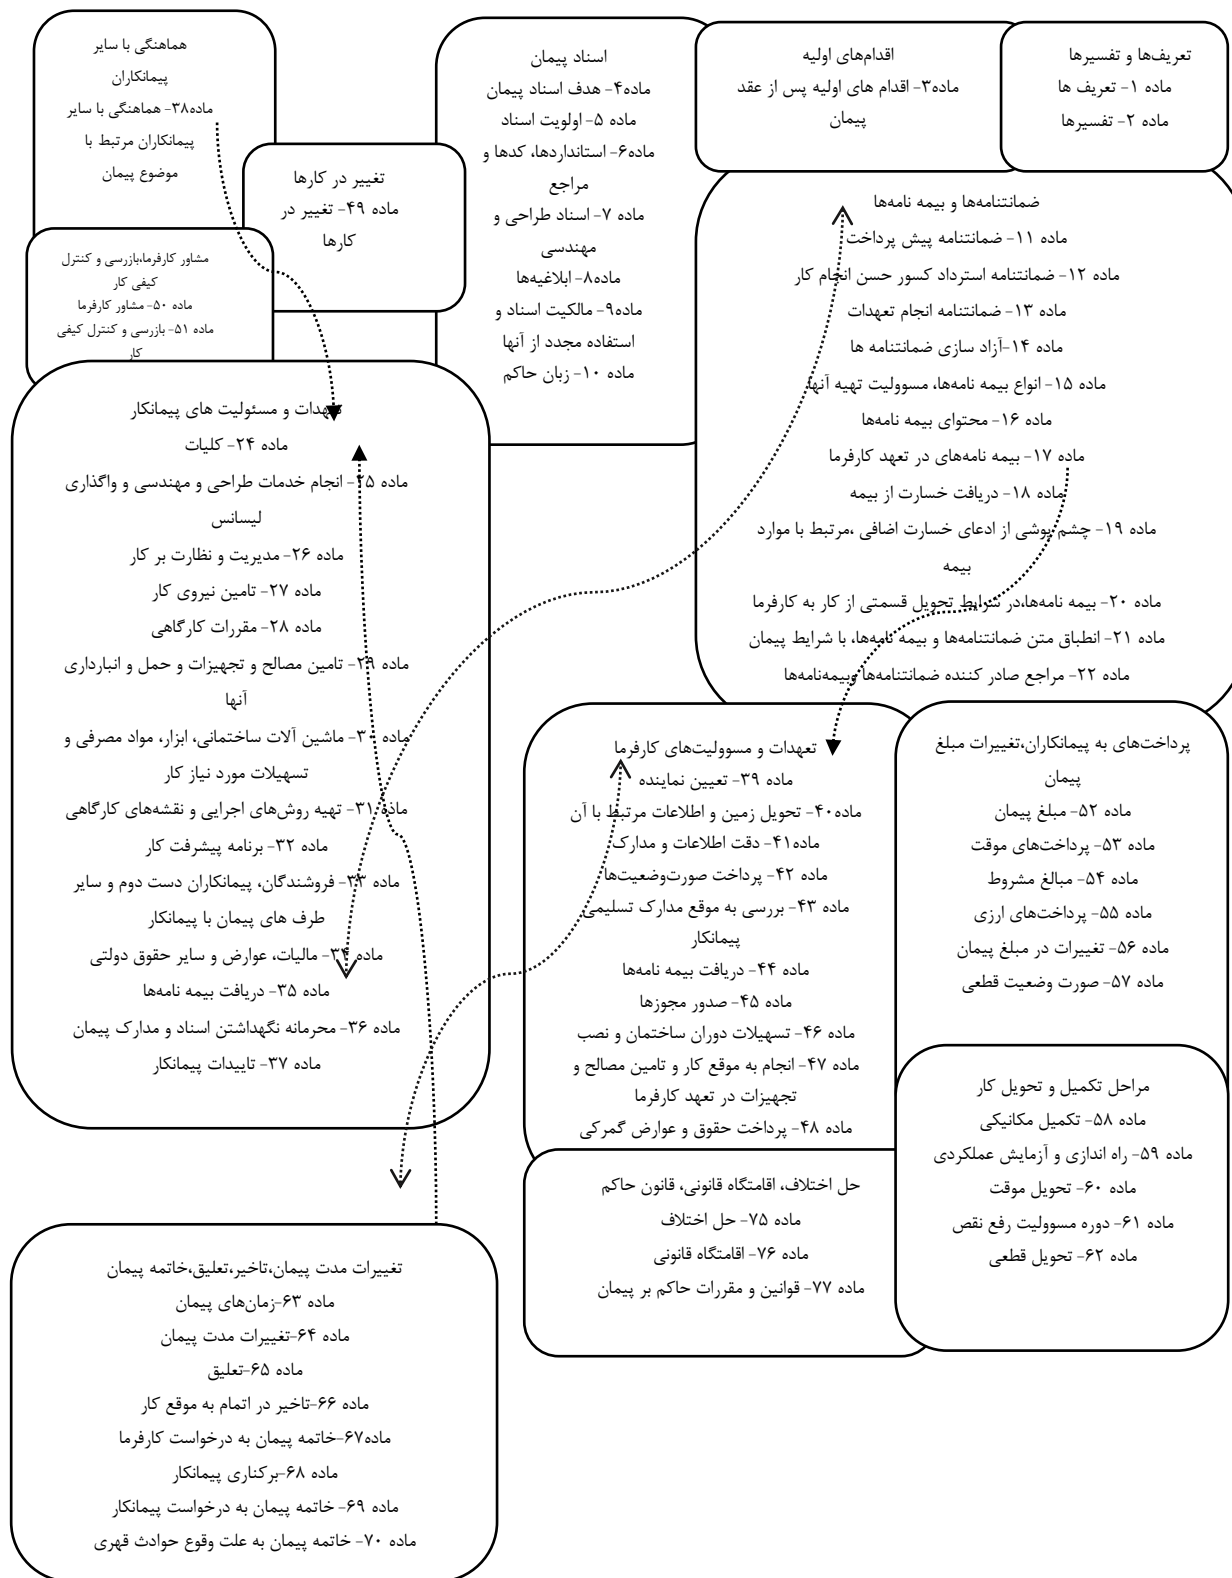 تعریف‌ها و تفسیرها
ماده ۱- تعریف ها
ماده ۲- تفسیرها
اقدام‌های اولیه
ماده۳- اقدام های اولیه پس از عقد
پیمان
اسناد پیمان
ماده۴- هدف اسناد پیمان
ماده ۵- اولویت اسناد
ماده۶- استانداردها، کدها و
مراجع
ماده ۷- اسناد طراحی و
مهندسی
ماده۸- ابلاغیه‌ها
ماده۹- مالکیت اسناد و
استفاده مجدد از آنها
ماده ۱۰- زبان حاکم
هماهنگی با سایر
پیمانکاران
ماده۳۸- هماهنگی با سایر
پیمانکاران مرتبط با
موضوع پیمان
تغییر در کارها
ماده ۴۹- تغییر در
کارها
مشاور کارفرما،بازرسی و کنترل
کیفی کار
ماده ۵۰- مشاور کارفرما
ماده ۵۱- بازرسی و کنترل کیفی
کار
ضمانتنامه‌ها و بیمه نامه‌ها
ماده ۱۱- ضمانتنامه پیش پرداخت
ماده ۱۲- ضمانتنامه استرداد کسور حسن انجام کار
ماده ۱۳- ضمانتنامه انجام تعهدات
ماده ۱۴-آزاد سازی ضمانتنامه ها
ماده ۱۵- انواع بیمه نامه‌ها، مسوولیت تهیه آنها
ماده ۱۶- محتوای بیمه نامه‌ها
ماده ۱۷- بیمه نامه‌های در تعهد کارفرما
ماده ۱۸- دریافت خسارت از بیمه
ماده ۱۹- چشم پوشی از ادعای خسارت اضافی ،مرتبط با موارد
بیمه
ماده ۲۰- بیمه نامه‌ها،در شرایط تحویل قسمتی از کار به کارفرما
ماده ۲۱- انطباق متن ضمانتنامه‌ها و بیمه نامه‌ها، با شرایط پیمان
ماده ۲۲- مراجع صادر کننده ضمانتنامه‌ها وبیمه‌نامه‌ها
تعهدات و مسئولیت های پیمانکار
ماده ۲۴- کلیات
ماده ۲۵- انجام خدمات طراحی و مهندسی و واگذاری
لیسانس
ماده ۲۶- مدیریت و نظارت بر کار
ماده ۲۷- تامین نیروی کار
ماده ۲۸- مقررات کارگاهی
ماده ۲۹- تامین مصالح و تجهیزات و حمل و انبارداری
آنها
ماده ۳۰- ماشین آلات ساختمانی، ابزار، مواد مصرفی و
تسهیلات مورد نیاز کار
ماده ۳۱- تهیه روش‌های اجرایی و نقشه‌های کارگاهی
ماده ۳۲- برنامه پیشرفت کار
ماده ۳۳- فروشندگان، پیمانکاران دست دوم و سایر
طرف های پیمان با پیمانکار
ماده ۳۴- مالیات، عوارض و سایر حقوق دولتی
ماده ۳۵- دریافت بیمه نامه‌ها
ماده ۳۶- محرمانه نگهداشتن اسناد و مدارک پیمان
ماده ۳۷- تاییدات پیمانکار
تعهدات و مسوولیت‌های کارفرما
ماده ۳۹- تعیین نماینده
ماده۴۰- تحویل زمین و اطلاعات مرتبط با آن
ماده۴۱- دقت اطلاعات و مدارک
ماده ۴۲- پرداخت صورت‌وضعیت‌ها
ماده ۴۳- بررسی به موقع مدارک تسلیمی
پیمانکار
ماده ۴۴- دریافت بیمه نامه‌ها
ماده ۴۵- صدور مجوزها
ماده ۴۶- تسهیلات دوران ساختمان و نصب
ماده ۴۷- انجام به موقع کار و تامین مصالح و
تجهیزات در تعهد کارفرما
ماده ۴۸- پرداخت حقوق و عوارض گمرکی
پرداخت‌های به پیمانکاران،تغییرات مبلغ
پیمان
ماده ۵۲- مبلغ پیمان
ماده ۵۳- پرداخت‌های موقت
ماده ۵۴- مبالغ مشروط
ماده ۵۵- پرداخت‌های ارزی
ماده ۵۶- تغییرات در مبلغ پیمان
ماده ۵۷- صورت وضعیت قطعی
مراحل تکمیل و تحویل کار
ماده ۵۸- تکمیل مکانیکی
ماده ۵۹- راه اندازی و آزمایش عملکردی
ماده ۶۰- تحویل موقت
ماده ۶۱- دوره مسوولیت رفع نقص
ماده ۶۲- تحویل قطعی
حل اختلاف، اقامتگاه قانونی، قانون حاکم
ماده ۷۵- حل اختلاف
ماده ۷۶- اقامتگاه قانونی
ماده ۷۷- قوانین و مقررات حاکم بر پیمان
تغییرات مدت پیمان،تاخیر،تعلیق،خاتمه پیمان
ماده ۶۳-زمان‌های پیمان
ماده ۶۴-تغییرات مدت پیمان
ماده ۶۵-تعلیق
ماده ۶۶-تاخیر در اتمام به موقع کار
ماده۶۷-خاتمه پیمان به درخواست کارفرما
ماده ۶۸-برکناری پیمانکار
ماده ۶۹- خاتمه پیمان به درخواست پیمانکار
ماده ۷۰- خاتمه پیمان به علت وقوع حوادث قهری